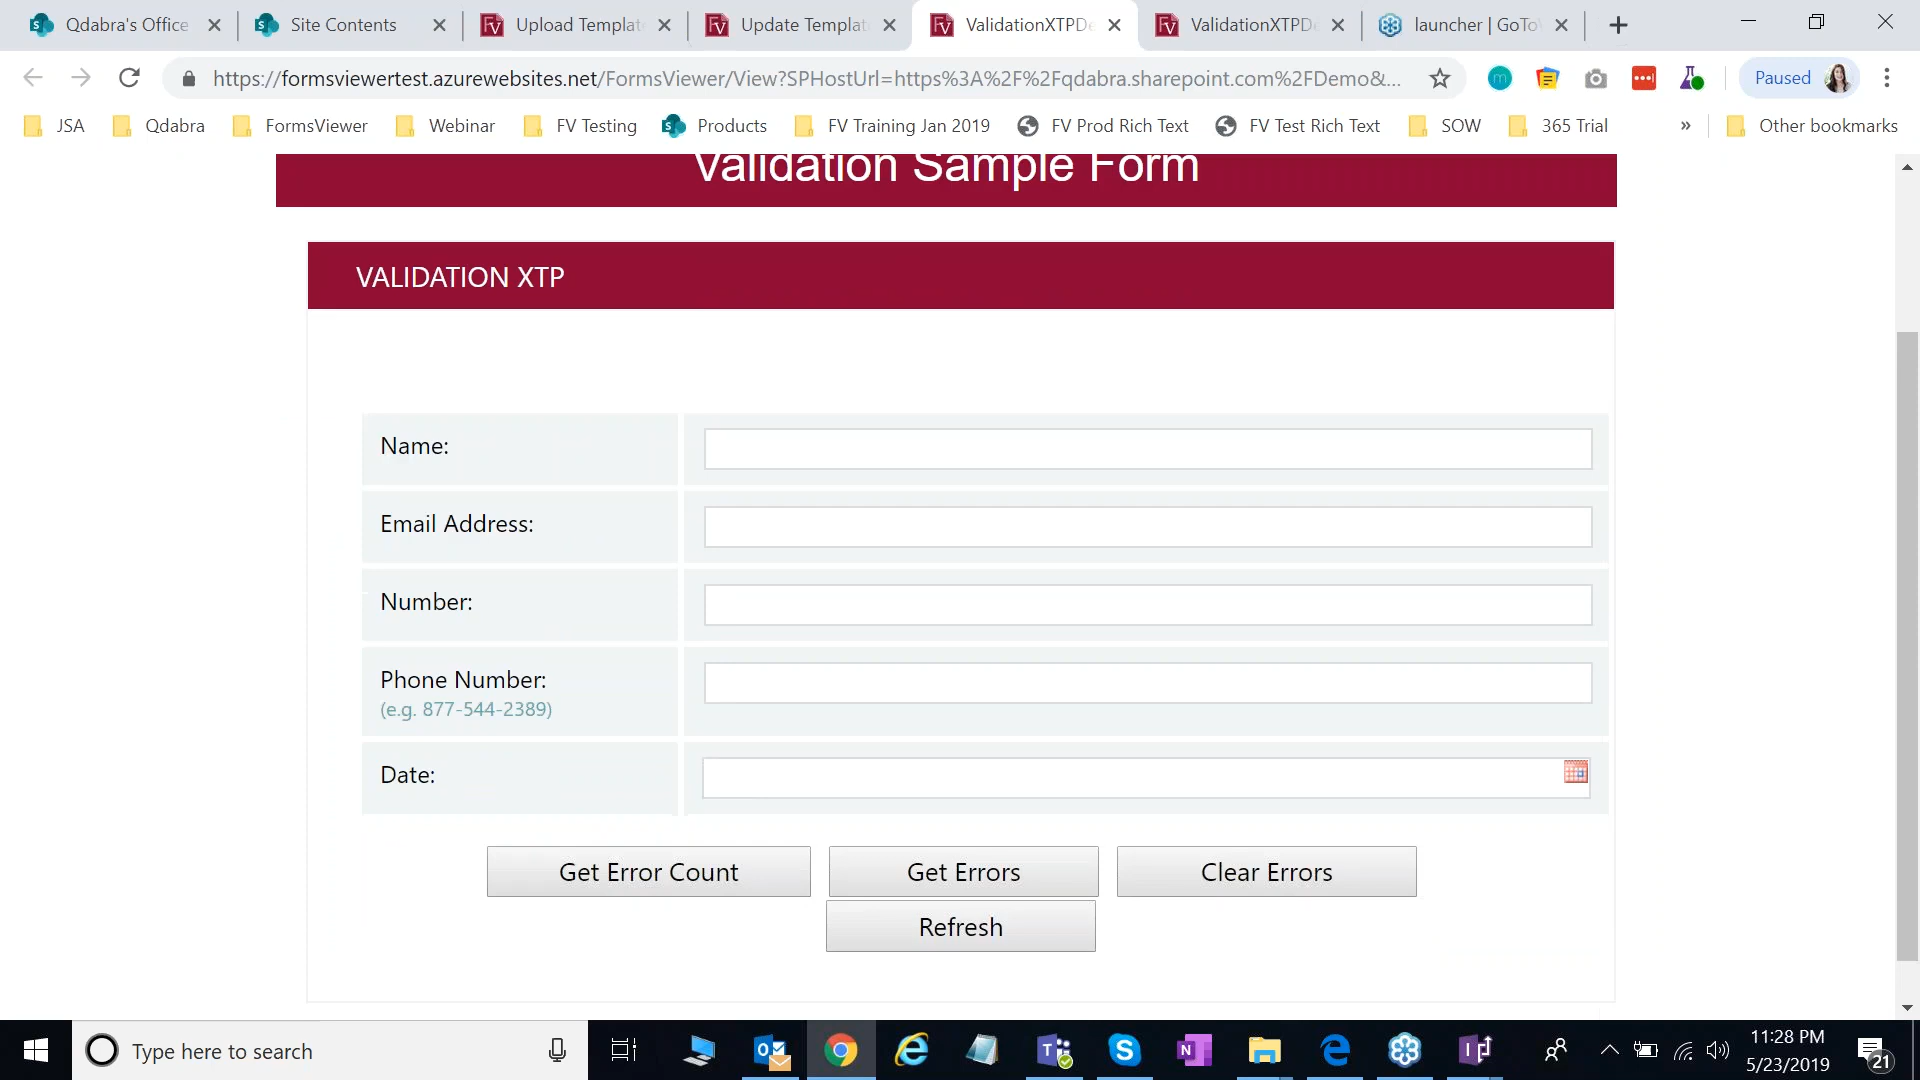 Qdabra's Office
Site Contents
Upload Templat
Update Templat
ValidationXTPDe
ValidationXTPDe
launcher | GoToW
https://formsviewertest.azurewebsites.net/FormsViewer/View?SPHostUrl=https%3A%2F%2Fqdabra.sharepoint.com%2FDemo&...
Paused
JSA
Qdabra
FormsViewer
Webinar
FV Testing
Products
FV Training Jan 2019
FV Prod Rich Text
FV Test Rich Text
SOW
365 Trial
»
Other bookmarks
Validation Sample Form
VALIDATION XTP
Name:
Email Address:
Number:
Phone Number:
(e.g. 877-544-2389)
Date:
Get Error Count
Get Errors
Clear Errors
Refresh
Type here to search
11:28 PM
5/23/2019
21